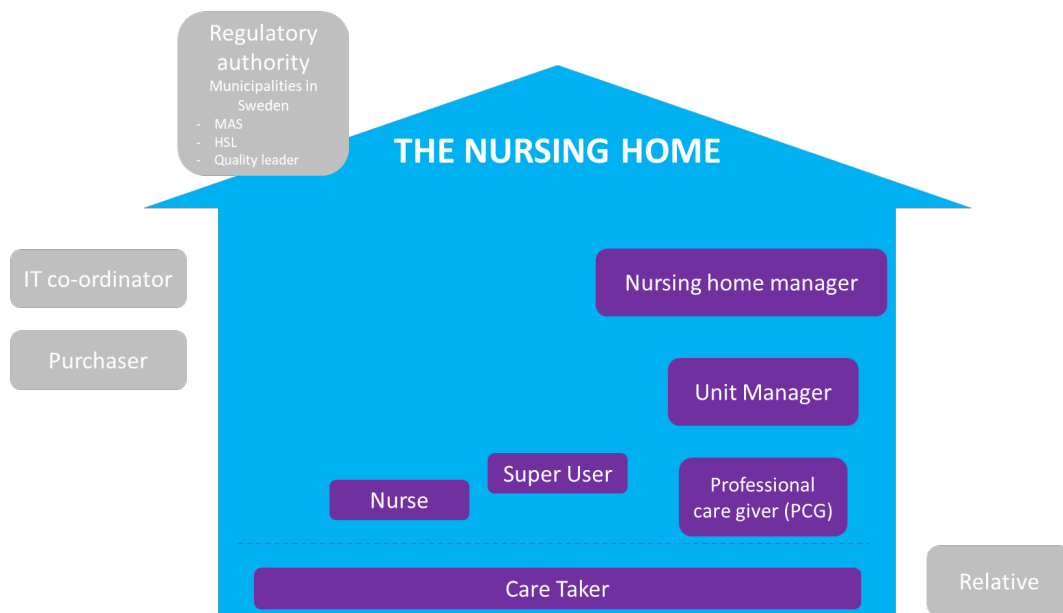 Regulatory
authority
Municipalities in
Sweden
- MAS
- HSL
- Quality leader
THE NURSING HOME
IT co-ordinator
Nursing home manager
Purchaser
Unit Manager
Super User
Nurse
Professional
care giver (PCG)
Care Taker
Relative